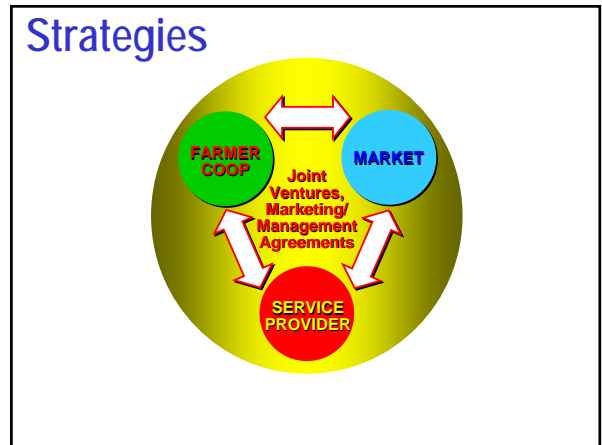 Strategies
FARMER
COOP
MARKET
Joint
Ventures,
Marketing/
Management
Agreements
SERVICE
PROVIDER